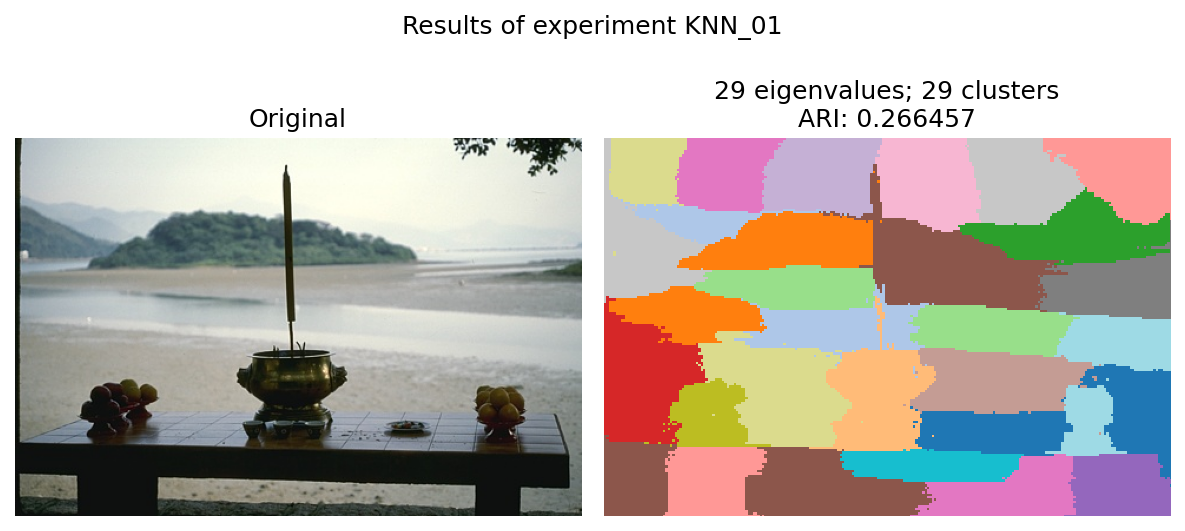 Results of experiment KNN_01
Original
29 eigenvalues; 29 clusters
ARI: 0.266457